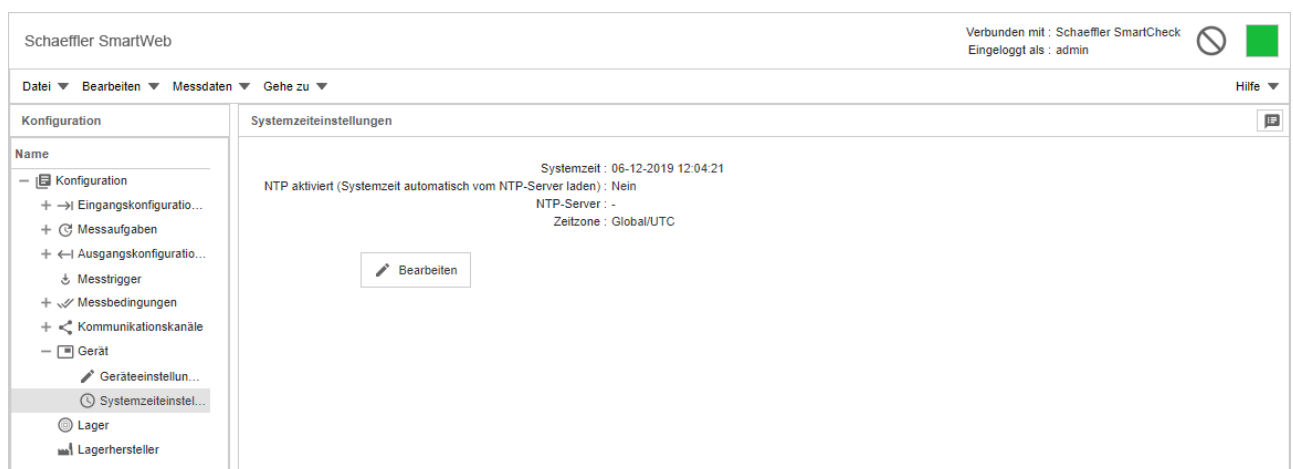 Schaeffler SmartWeb
Verbunden mit : Schaeffler SmartCheck
Eingeloggt als : admin
Datei Bearbeiten Messdaten Gehe zu Hilfe
Konfiguration
Systemzeiteinstellungen
Name
Konfiguration
Eingangskonfiguratio...
Messaufgaben
Ausgangskonfiguratio...
Messtrigger
Messbedingungen
Kommunikationskanäle
Gerät
Geräteeinstellun...
Systemzeiteinstel...
Lager
Lagerhersteller
Systemzeit : 06-12-2019 12:04:21
NTP aktiviert (Systemzeit automatisch vom NTP-Server laden) : Nein
NTP-Server : -
Zeitzone : Global/UTC
Bearbeiten